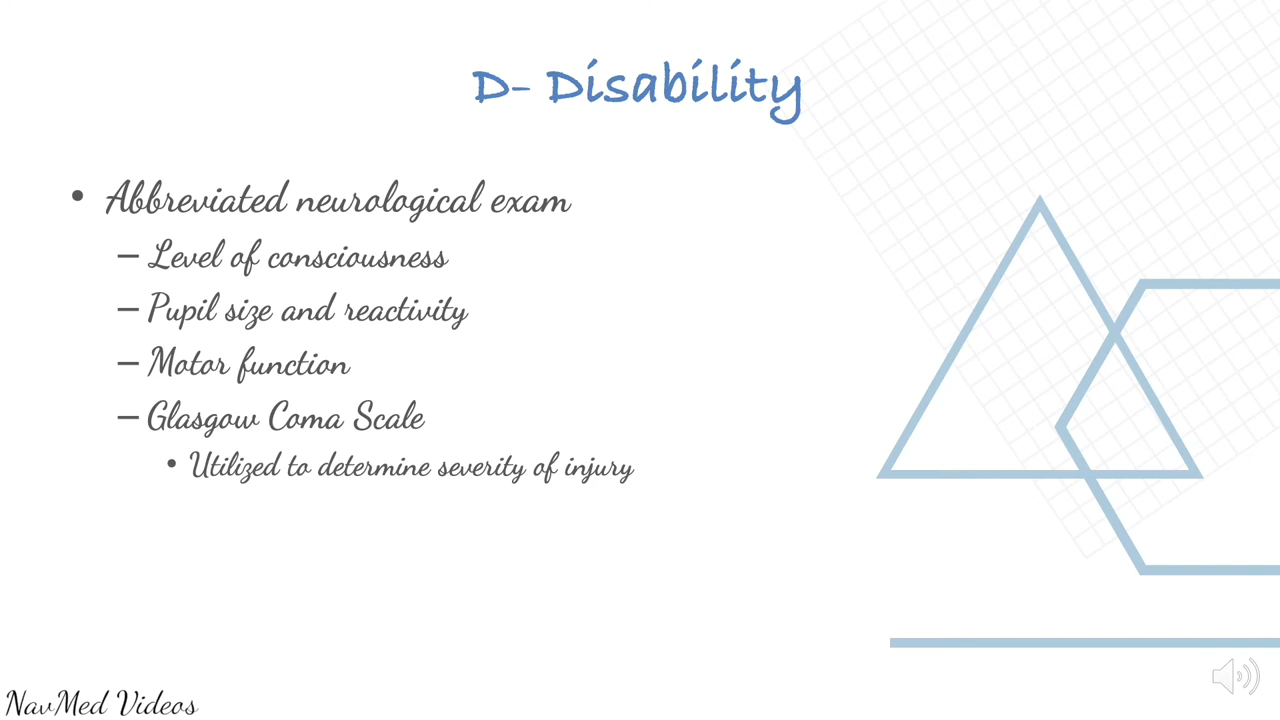 D- Disability
• Abbreviated neurological exam
– Level of consciousness
– Pupil size and reactivity
– Motor function
– Glasgow Coma Scale
• Utilized to determine severity of injury
NavMed Videos